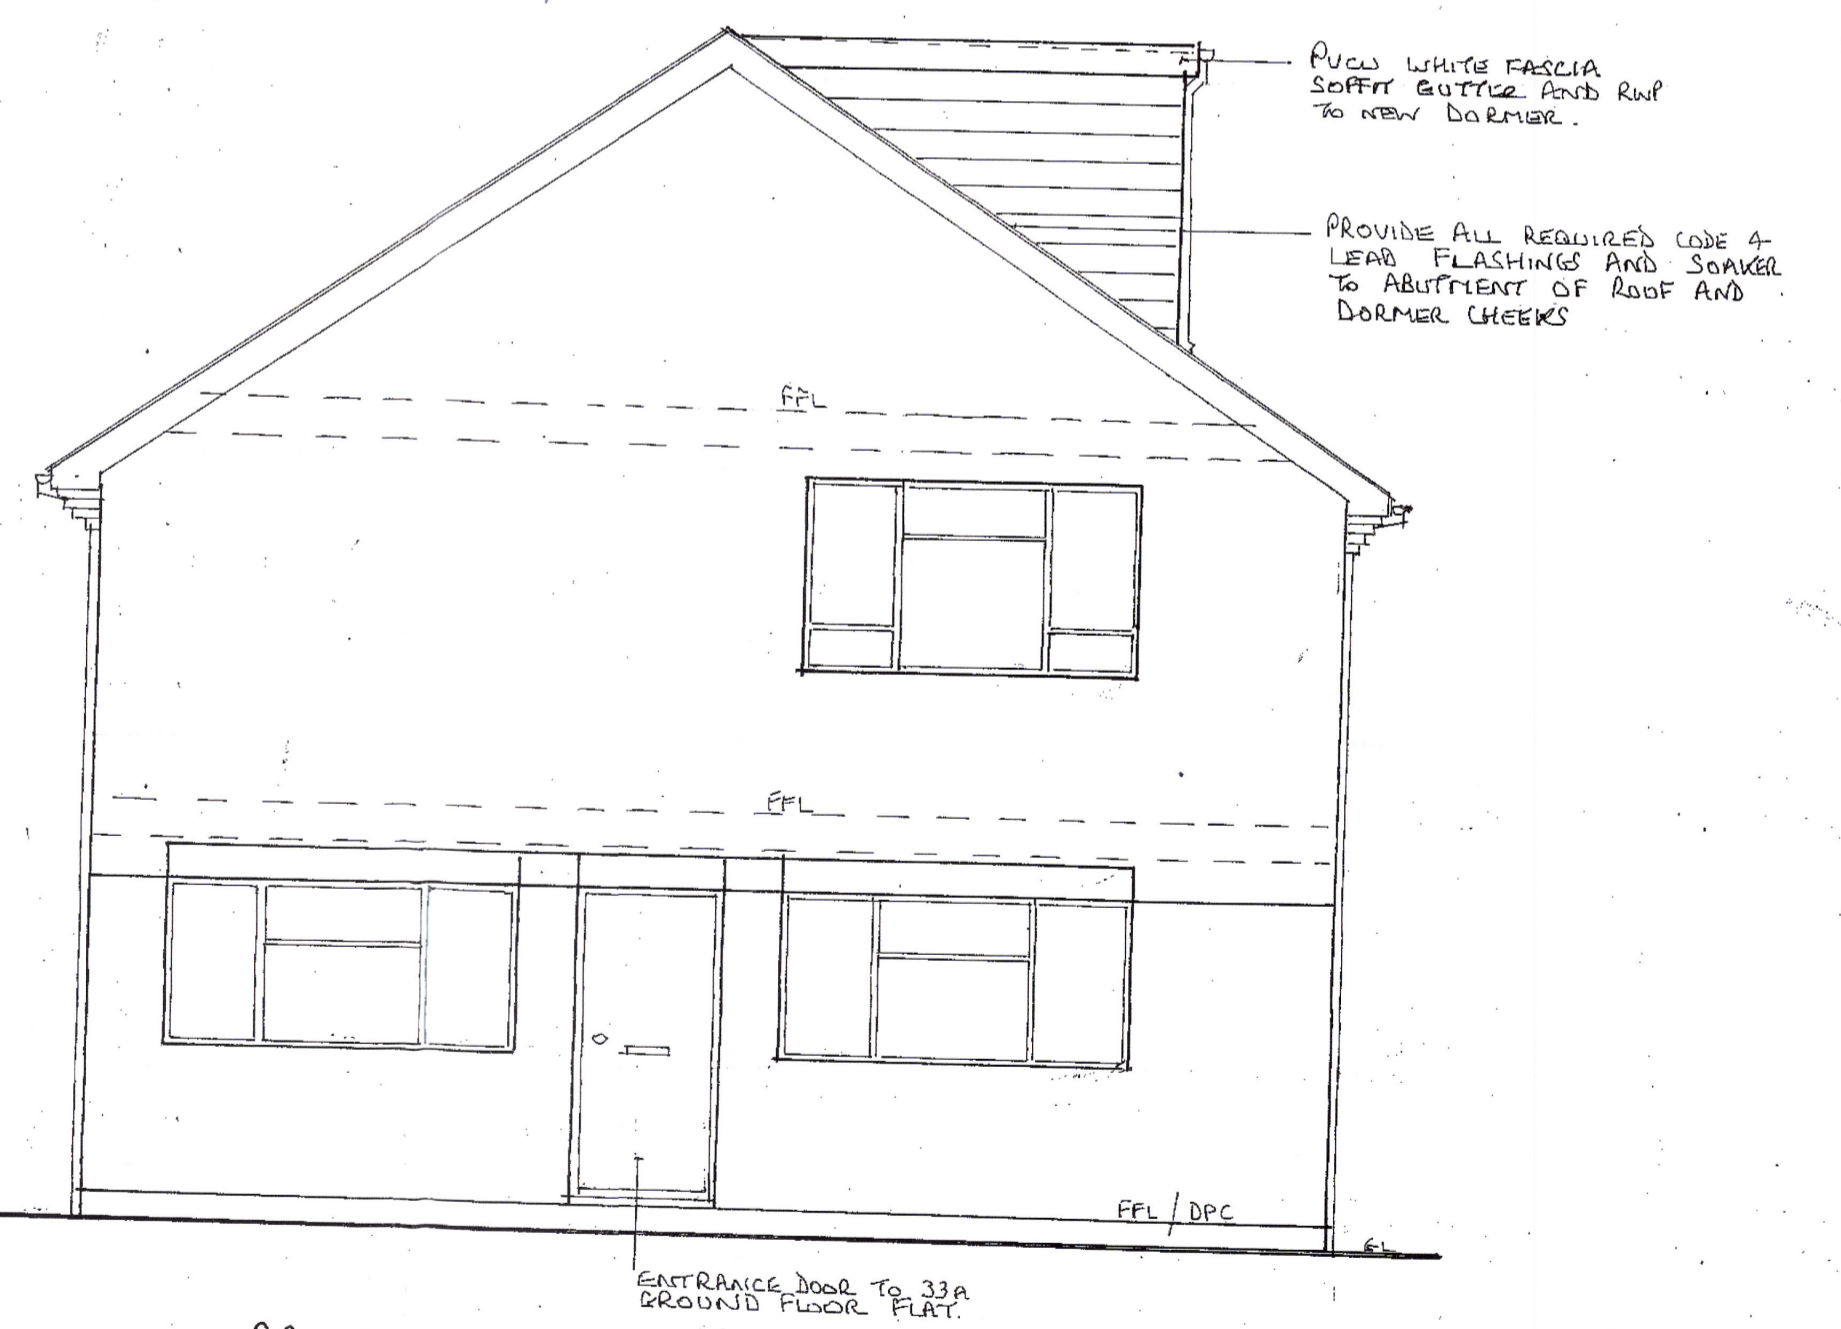 PVCU WHITE FASCIA
SOFFIT GUTTER AND RWP
TO NEW DORMER.
PROVIDE ALL REQUIRED CODE 4
LEAD FLASHINGS AND SOAKER
TO ABUTMENT OF ROOF AND
DORMER CHEEKS
FFL
FFL
FFL / DPC
GL
ENTRANCE DOOR TO 33A
GROUND FLOOR FLAT.